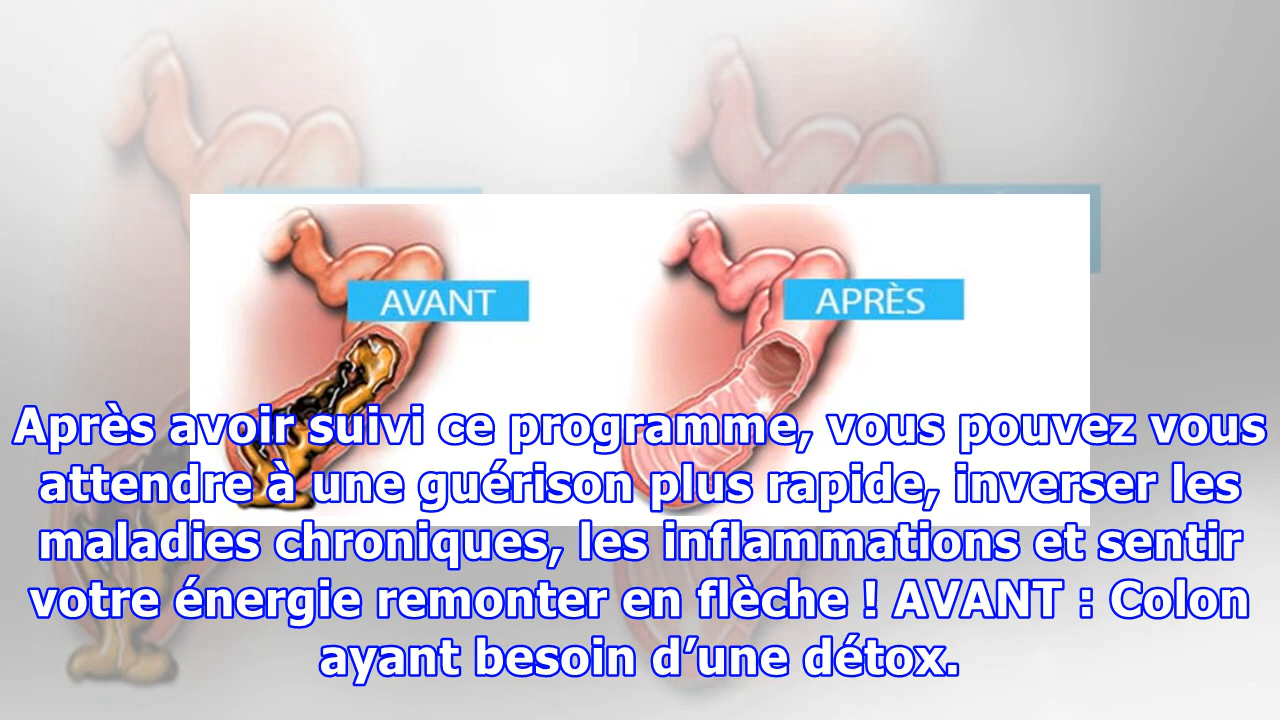 AVANT
APRÈS
Après avoir suivi ce programme, vous pouvez vous
attendre à une guérison plus rapide, inverser les
maladies chroniques, les inflammations et sentir
votre énergie remonter en flèche ! AVANT : Colon
ayant besoin d’une détox.